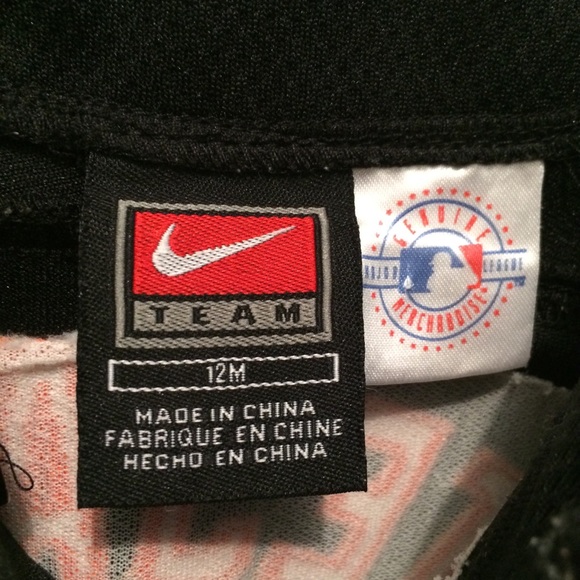 TEAM
12M
MADE IN CHINA
FABRIQUE EN CHINE
HECHO EN CHINA
GENUINE
MAJOR LEAGUE
MERCHANDISE